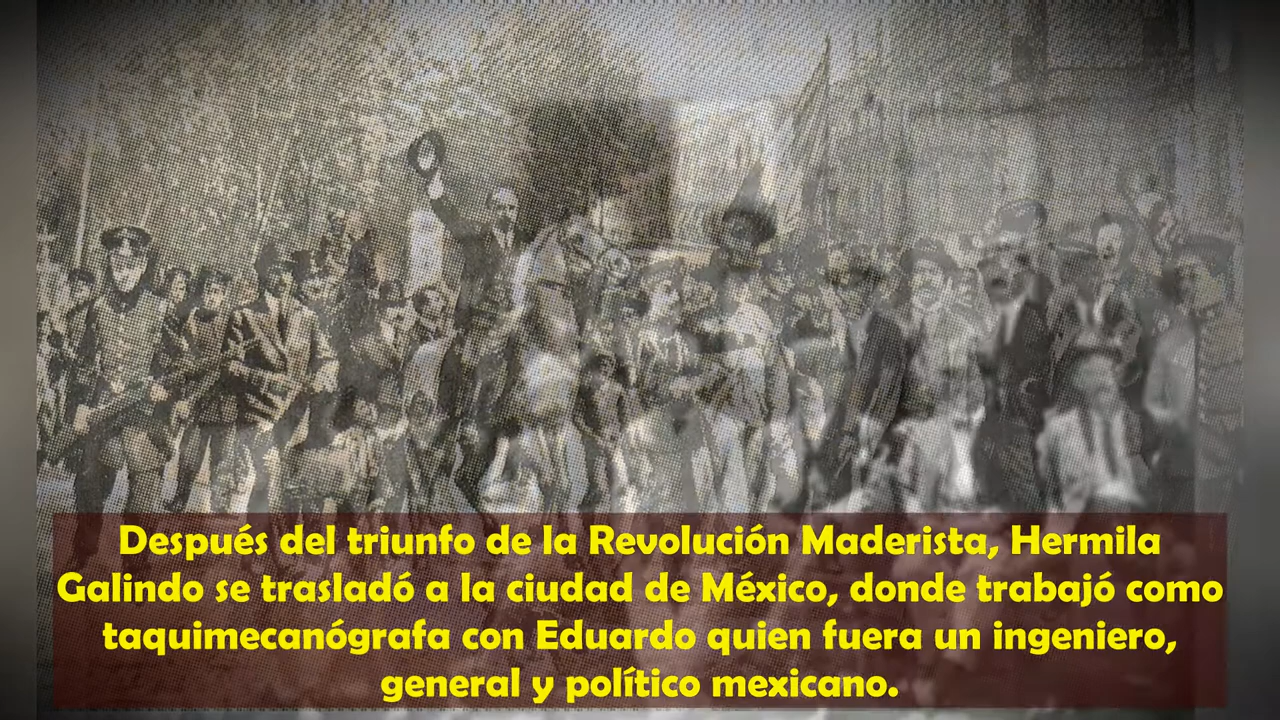 Después del triunfo de la Revolución Maderista, Hermila
Galindo se trasladó a la ciudad de México, donde trabajó como
taquimecanógrafa con Eduardo quien fuera un ingeniero,
general y político mexicano.